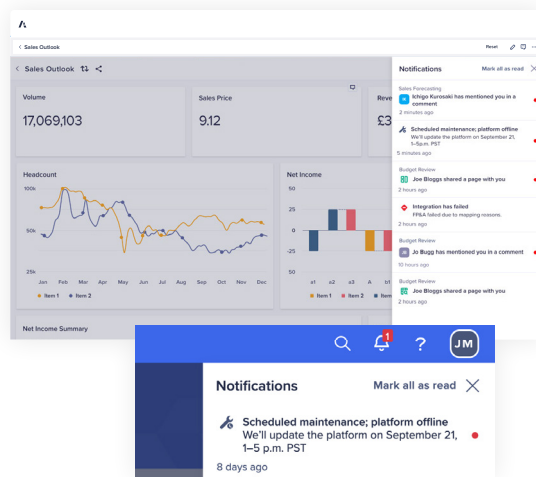 < Sales Outlook
Reset
< Sales Outlook
Volume
17,069,103
Sales Price
9.12
Reve
£3
Headcount
100k
50k
25k
Jan Feb Mar Apr May Jun Jul Aug Sep Oct Nov Dec
Item 1 Item 2
Net Income
50
25
0
-25
50
a1 a2 a3 A b1
Item 1 Item 2 Item
Net Income Summary
Notifications Mark all as read
Sales Forecasting
Ichigo Kurosaki has mentioned you in a
comment
2 minutes ago
Scheduled maintenance; platform offline
We'll update the platform on September 21,
1–5p.m. PST
5 minutes ago
Budget Review
Joe Bloggs shared a page with you
2 hours ago
Integration has failed
FP&A failed due to mapping reasons.
2 hours ago
Budget Review
Jo Bugg has mentioned you in a comment
10 hours ago
Budget Review
Joe Bloggs shared a page with you
2 hours ago
1
?
JM
Notifications Mark all as read
Scheduled maintenance; platform offline
We'll update the platform on September 21,
1–5 p.m. PST
8 days ago